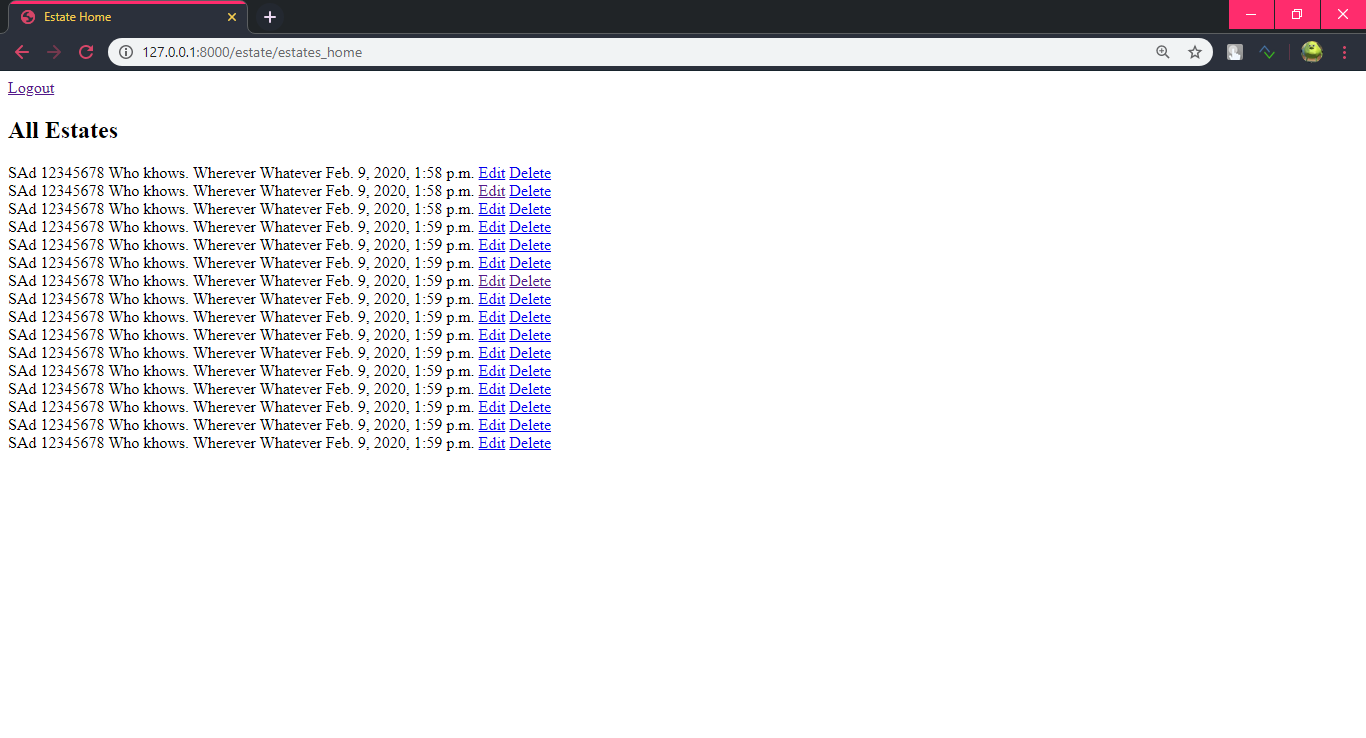 Estate Home
127.0.0.1:8000/estate/estates_home
Logout
All Estates
SAd 12345678 Who khows. Wherever Whatever Feb. 9, 2020, 1:58 p.m. Edit Delete
SAd 12345678 Who khows. Wherever Whatever Feb. 9, 2020, 1:58 p.m. Edit Delete
SAd 12345678 Who khows. Wherever Whatever Feb. 9, 2020, 1:58 p.m. Edit Delete
SAd 12345678 Who khows. Wherever Whatever Feb. 9, 2020, 1:59 p.m. Edit Delete
SAd 12345678 Who khows. Wherever Whatever Feb. 9, 2020, 1:59 p.m. Edit Delete
SAd 12345678 Who khows. Wherever Whatever Feb. 9, 2020, 1:59 p.m. Edit Delete
SAd 12345678 Who khows. Wherever Whatever Feb. 9, 2020, 1:59 p.m. Edit Delete
SAd 12345678 Who khows. Wherever Whatever Feb. 9, 2020, 1:59 p.m. Edit Delete
SAd 12345678 Who khows. Wherever Whatever Feb. 9, 2020, 1:59 p.m. Edit Delete
SAd 12345678 Who khows. Wherever Whatever Feb. 9, 2020, 1:59 p.m. Edit Delete
SAd 12345678 Who khows. Wherever Whatever Feb. 9, 2020, 1:59 p.m. Edit Delete
SAd 12345678 Who khows. Wherever Whatever Feb. 9, 2020, 1:59 p.m. Edit Delete
SAd 12345678 Who khows. Wherever Whatever Feb. 9, 2020, 1:59 p.m. Edit Delete
SAd 12345678 Who khows. Wherever Whatever Feb. 9, 2020, 1:59 p.m. Edit Delete
SAd 12345678 Who khows. Wherever Whatever Feb. 9, 2020, 1:59 p.m. Edit Delete
SAd 12345678 Who khows. Wherever Whatever Feb. 9, 2020, 1:59 p.m. Edit Delete